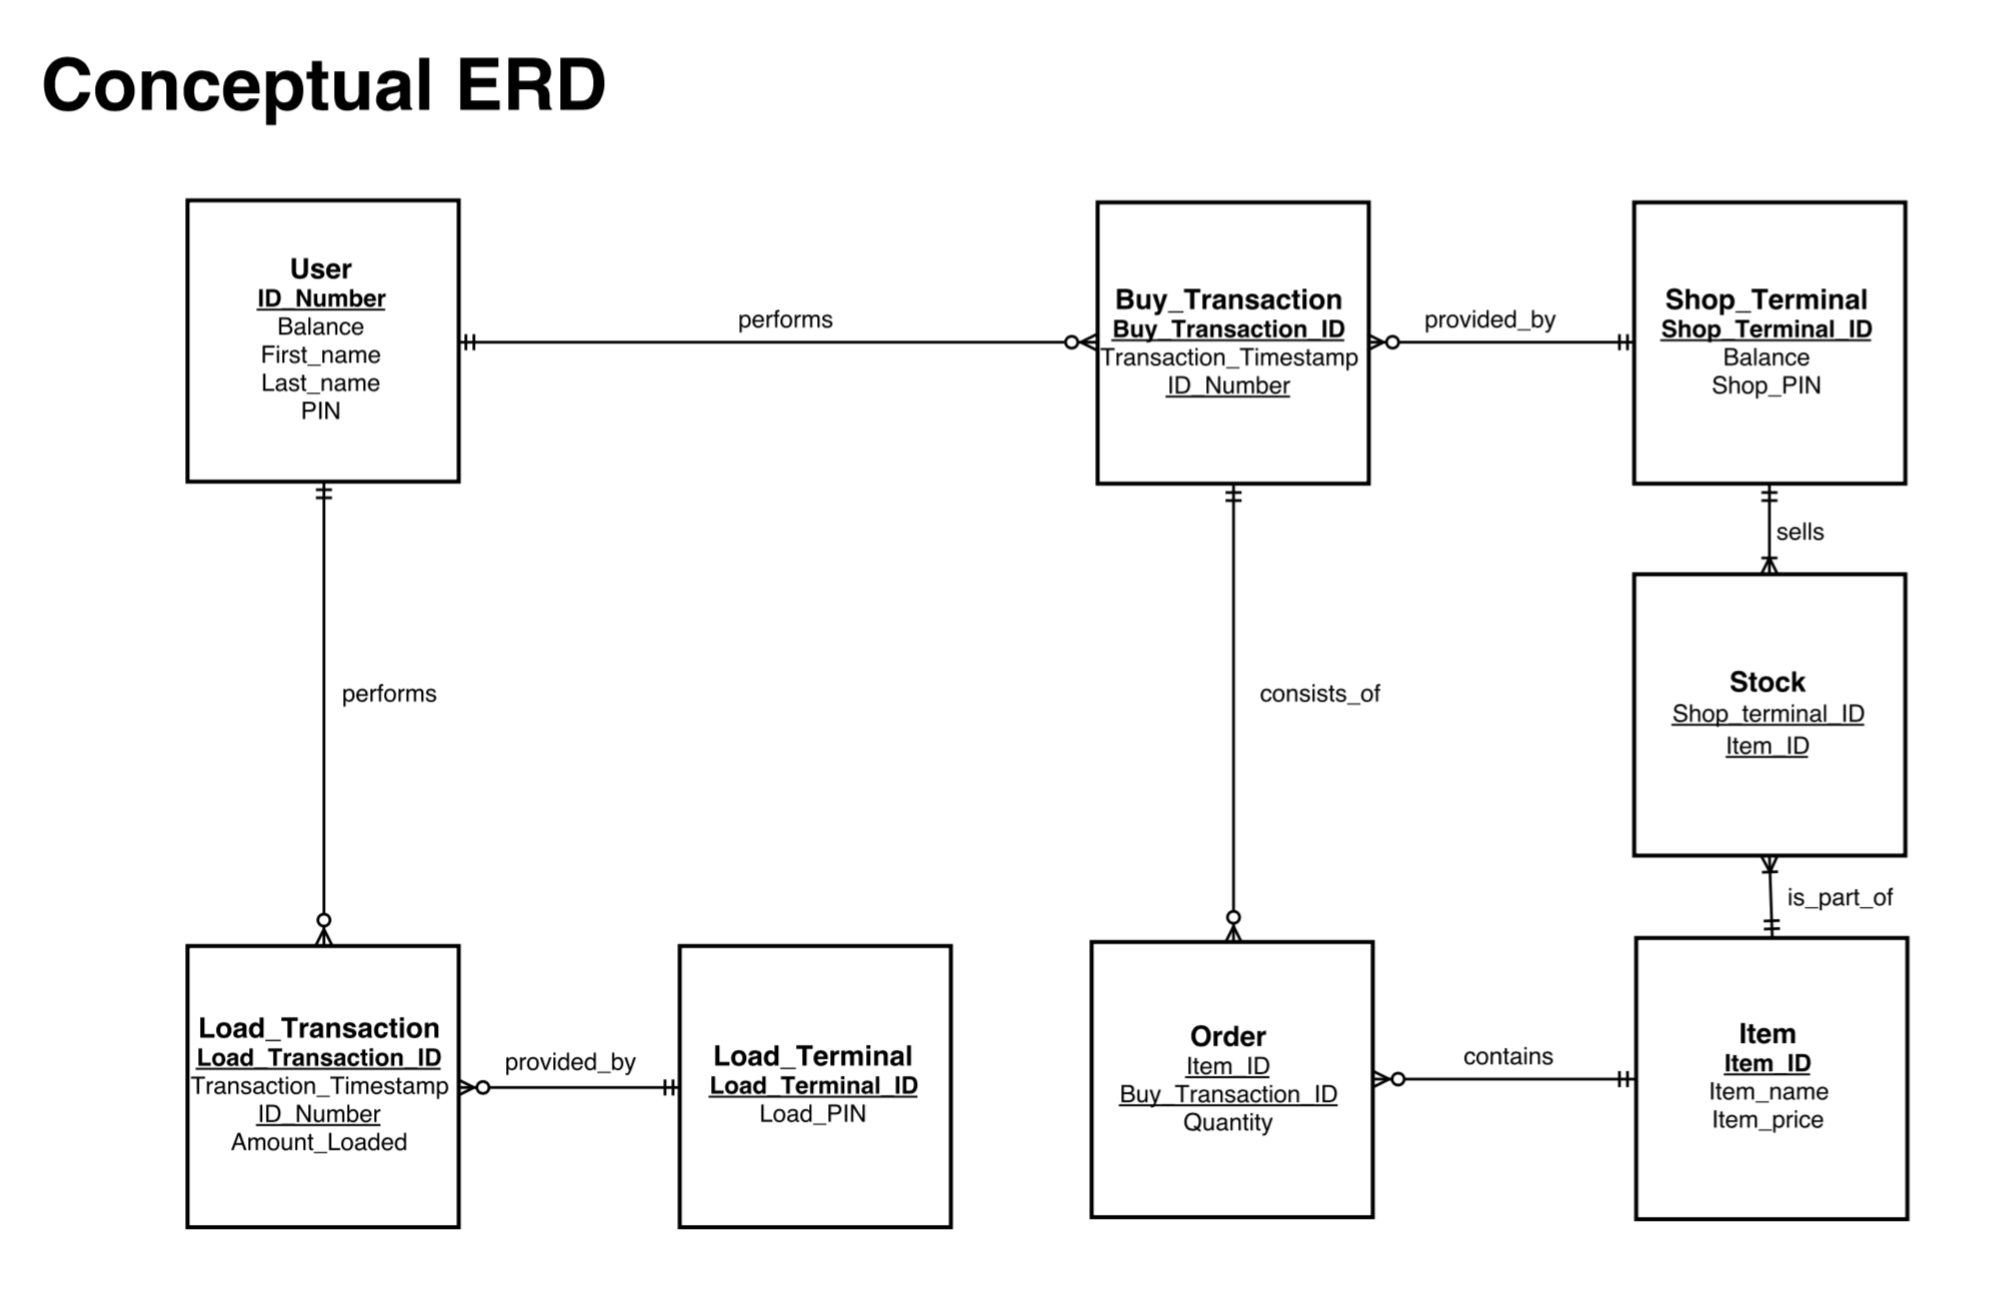 Conceptual ERD
User
ID_Number
Balance
First_name
Last_name
PIN
performs
Buy_Transaction
Buy_Transaction_ID
Transaction_Timestamp
ID_Number
provided_by
Shop_Terminal
Shop_Terminal_ID
Balance
Shop_PIN
sells
performs
consists_of
Stock
Shop_terminal_ID
Item_ID
is_part_of
Load_Transaction
Load_Transaction_ID
Transaction_Timestamp
ID_Number
Amount_Loaded
provided_by
Load_Terminal
Load_Terminal_ID
Load_PIN
Order
Item_ID
Buy_Transaction_ID
Quantity
contains
Item
Item_ID
Item_name
Item_price